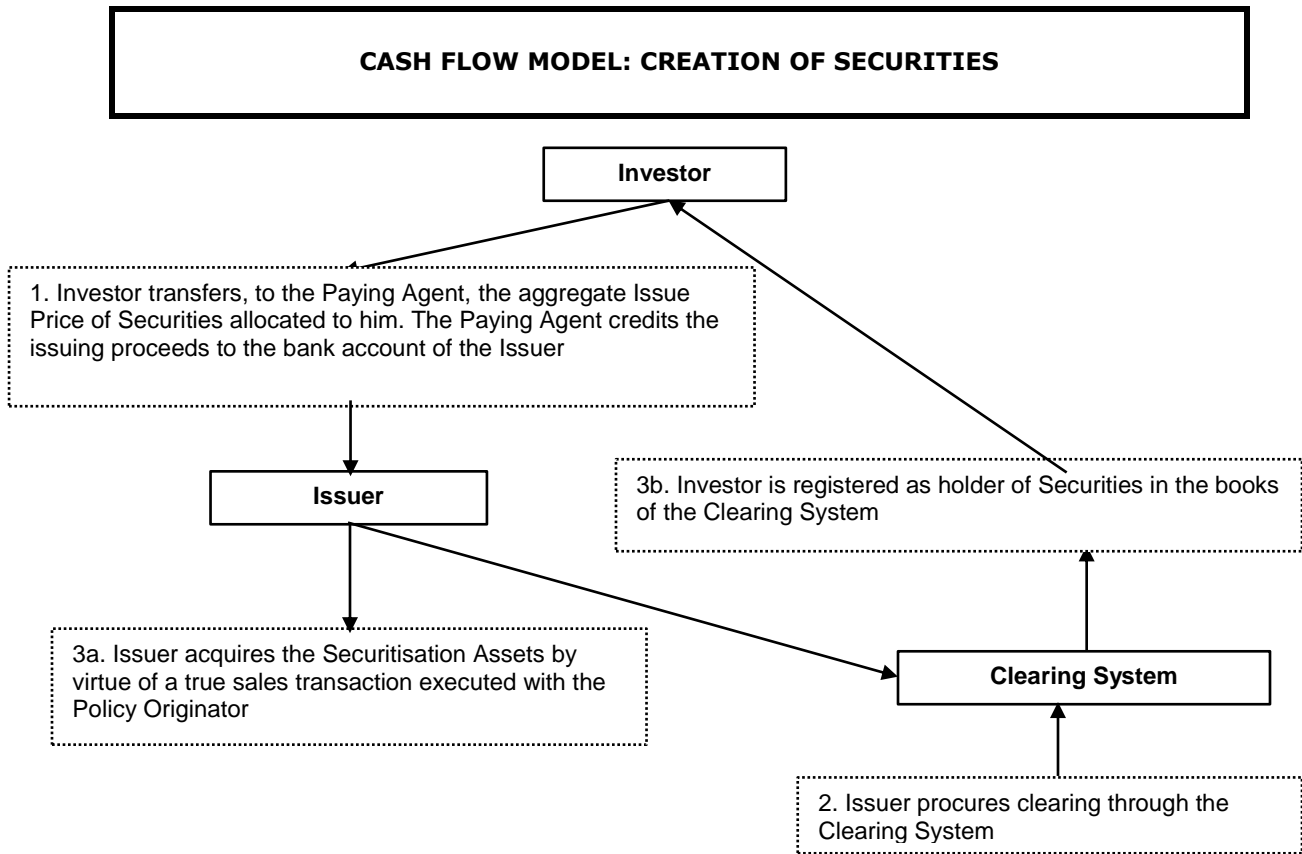 CASH FLOW MODEL: CREATION OF SECURITIES
Investor
1. Investor transfers, to the Paying Agent, the aggregate Issue
Price of Securities allocated to him. The Paying Agent credits the
issuing proceeds to the bank account of the Issuer
Issuer
3b. Investor is registered as holder of Securities in the books
of the Clearing System
3a. Issuer acquires the Securitisation Assets by
virtue of a true sales transaction executed with the
Policy Originator
Clearing System
2. Issuer procures clearing through the
Clearing System